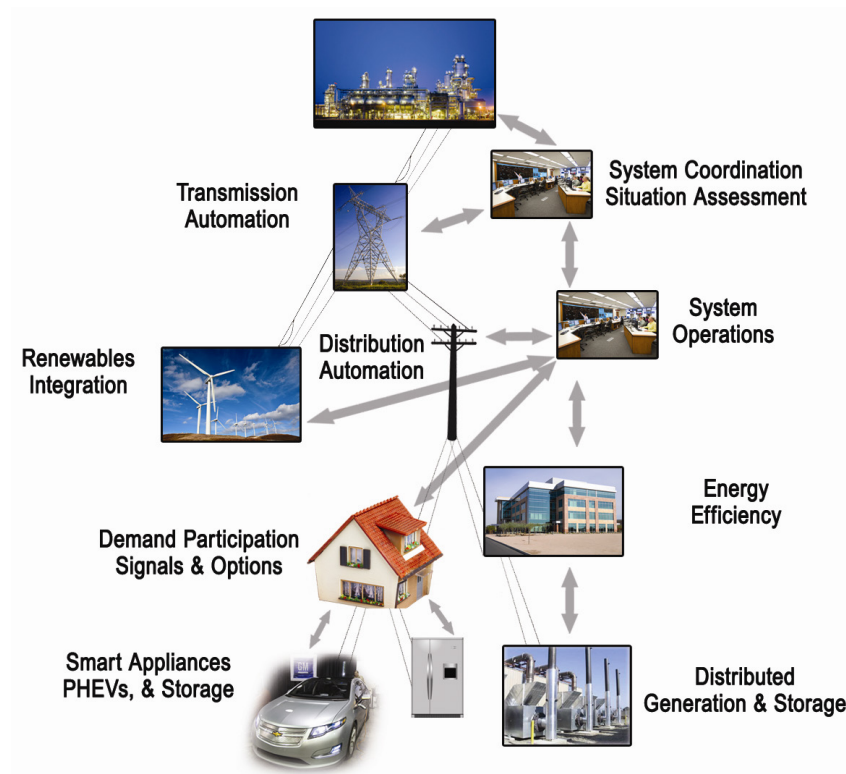 System Coordination
Situation Assessment
Transmission
Automation
System
Operations
Distribution
Automation
Renewables
Integration
Energy
Efficiency
Demand Participation
Signals & Options
Smart Appliances
PHEVs, & Storage
GM
Distributed
Generation & Storage